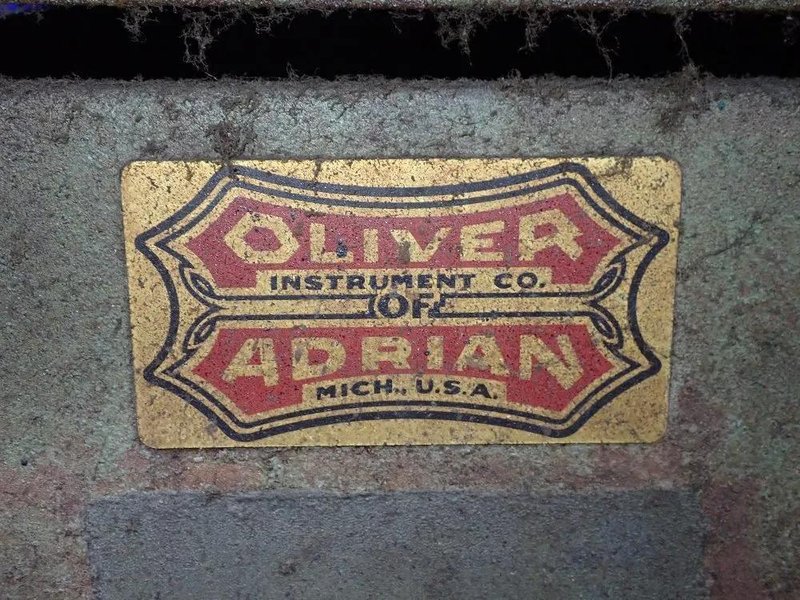 OLIVER
INSTRUMENT CO.
OF
ADRIAN
MICH., U.S.A.